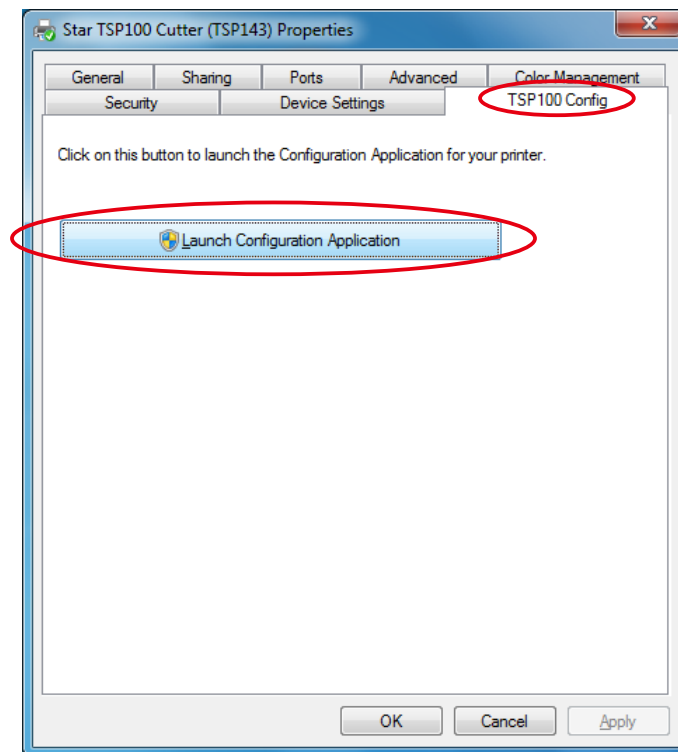 Star TSP100 Cutter (TSP143) Properties
X
General Sharing Ports Advanced Color Management
Security Device Settings TSP100 Config
Click on this button to launch the Configuration Application for your printer.
Launch Configuration Application
OK Cancel Apply